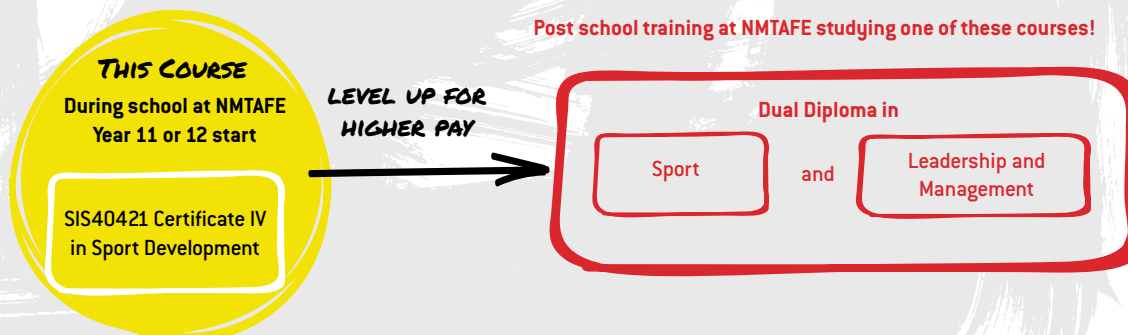 Post school training at NMTAFE studying one of these courses!
THIS COURSE
During school at NMTAFE
Year 11 or 12 start
SIS40421 Certificate IV
in Sport Development
LEVEL UP FOR
HIGHER PAY
Dual Diploma in
Sport
and
Leadership and
Management